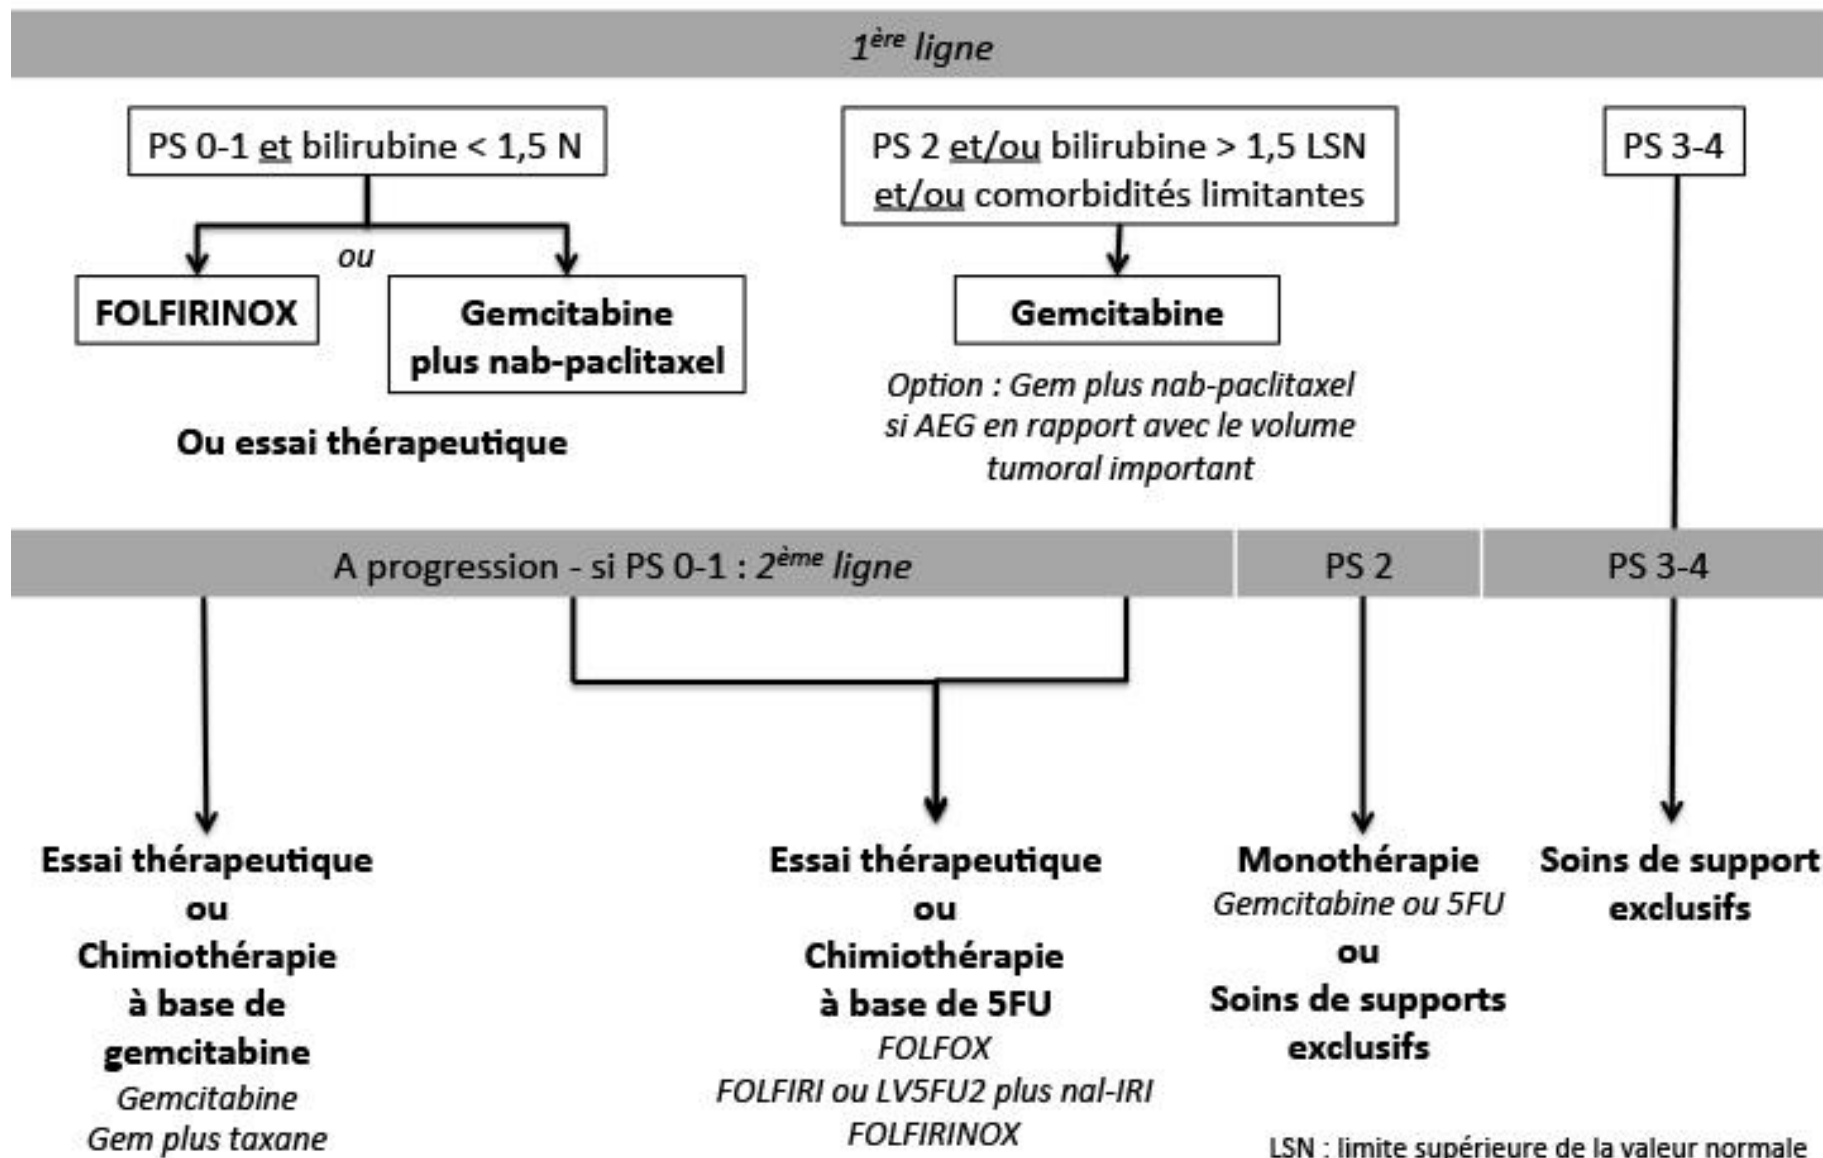 1ère ligne
PS 0-1 et bilirubine < 1,5 N
PS 2 et/ou bilirubine > 1,5 LSN
et/ou comorbidités limitantes
PS 3-4
ou
FOLFIRINOX
Gemcitabine
plus nab-paclitaxel
Ou essai thérapeutique
Gemcitabine
Option : Gem plus nab-paclitaxel
si AEG en rapport avec le volume
tumoral important
A progression - si PS 0-1 : 2ème ligne
PS 2
PS 3-4
Essai thérapeutique
ou
Chimiothérapie
à base de
gemcitabine
Gemcitabine
Gem plus taxane
Essai thérapeutique
ou
Chimiothérapie
à base de 5FU
FOLFOX
FOLFIRI ou LV5FU2 plus nal-IRI
FOLFIRINOX
Monothérapie
Gemcitabine ou 5FU
ou
Soins de supports
exclusifs
Soins de support
exclusifs
LSN : limite supérieure de la valeur normale